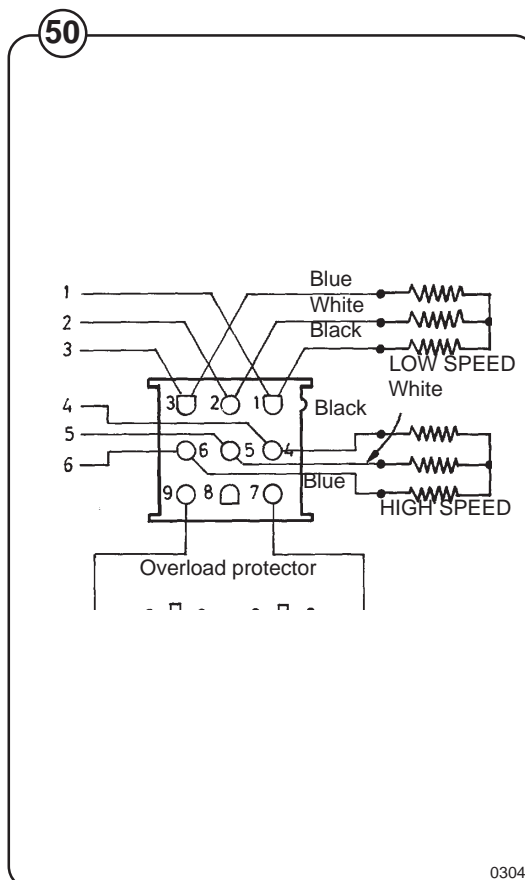 50
Blue
White
Black
1
2
3
LOW SPEED
White
3 2 1
Black
4
5
6
6 5 4
Blue
9 8 7
HIGH SPEED
Overload protector
0304